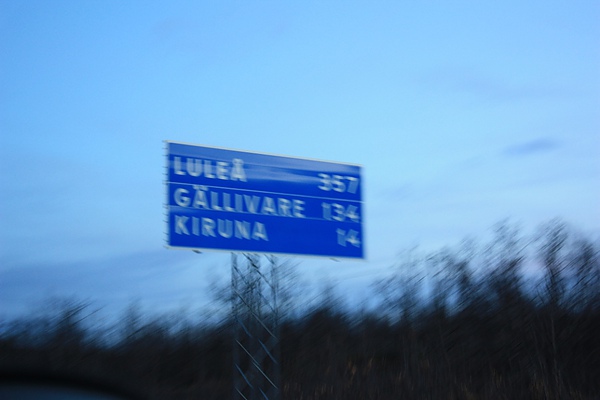 LULEÅ 357
GÄLLIVARE 134
KIRUNA 14